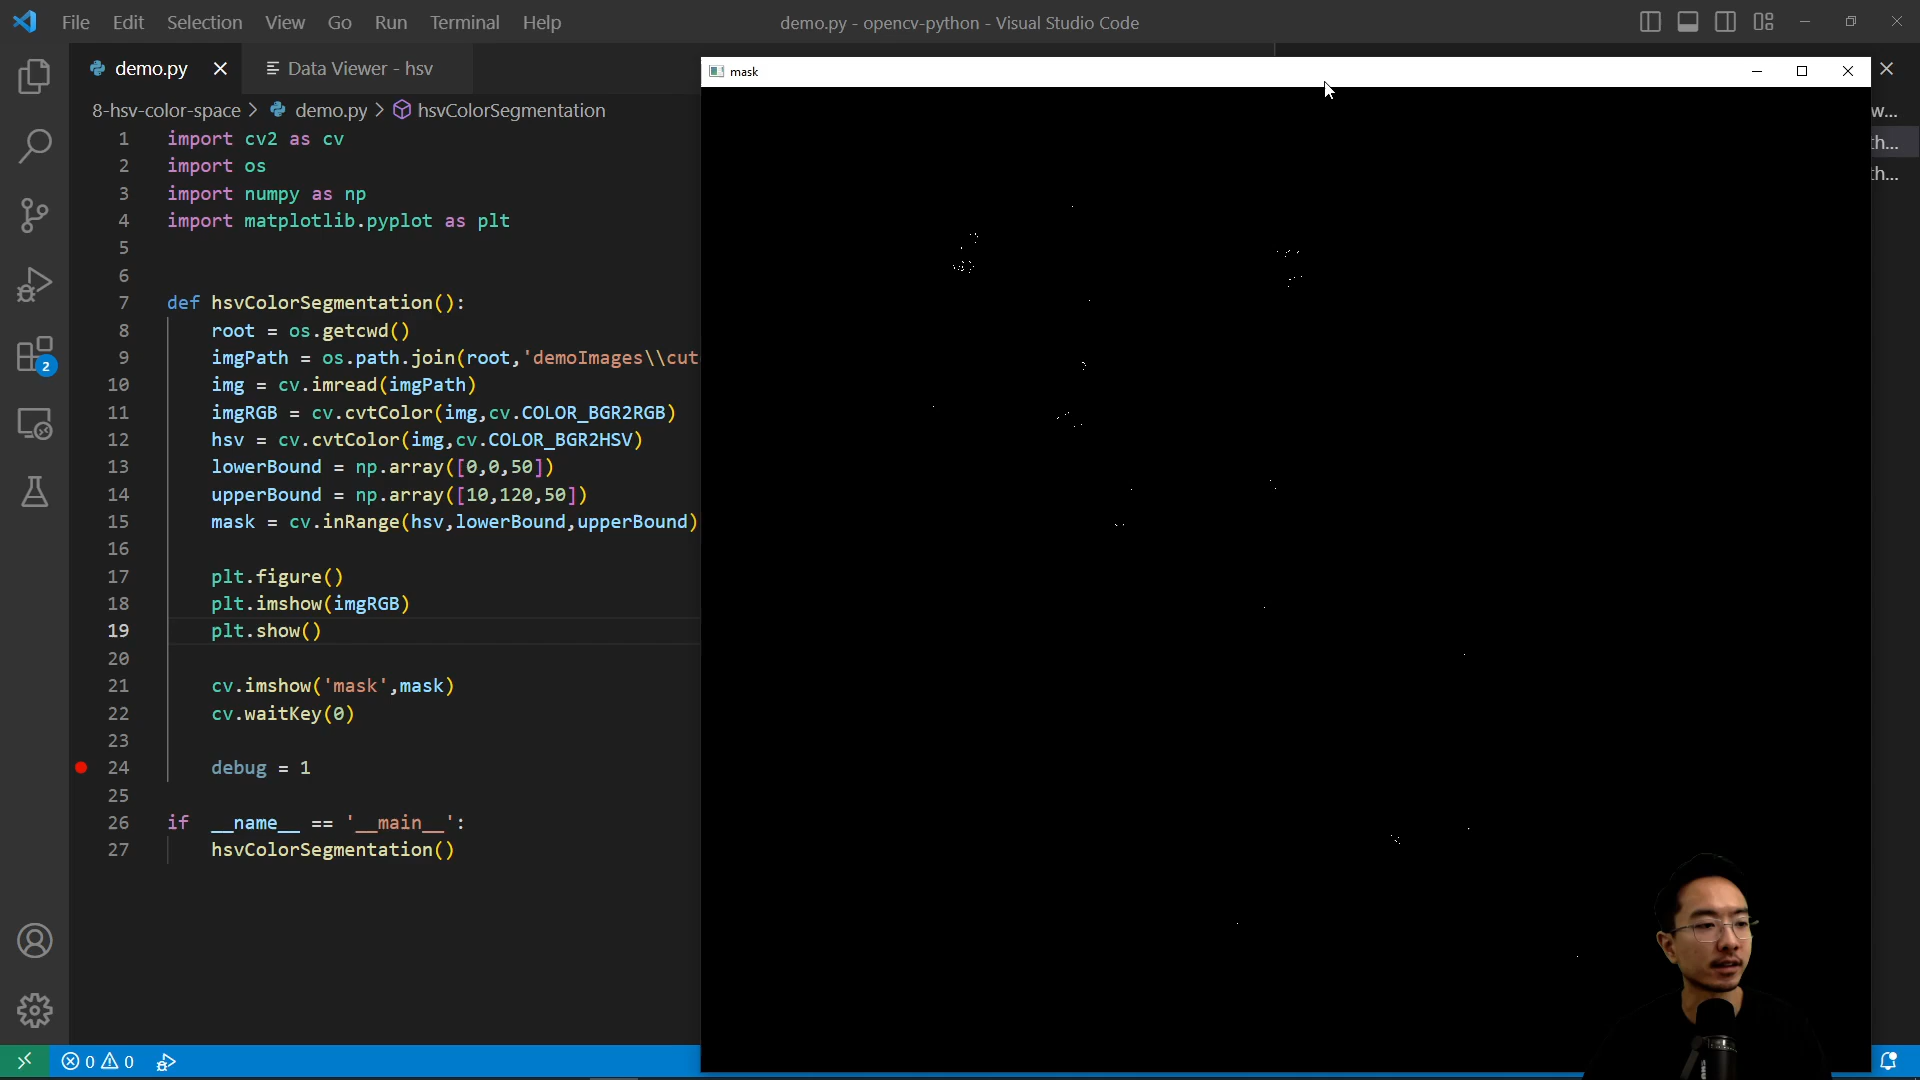 File Edit Selection View Go Run Terminal Help
demo.py - opencv-python - Visual Studio Code
demo.py
Data Viewer - hsv
8-hsv-color-space > demo.py > hsvColorSegmentation
1 import cv2 as cv
2 import os
3 import numpy as np
4 import matplotlib.pyplot as plt
5
6
7 def hsvColorSegmentation():
8 root = os.getcwd()
9 imgPath = os.path.join(root,'demoImages\\cut
10 img = cv.imread(imgPath)
11 imgRGB = cv.cvtColor(img,cv.COLOR_BGR2RGB)
12 hsv = cv.cvtColor(img,cv.COLOR_BGR2HSV)
13 lowerBound = np.array([0,0,50])
14 upperBound = np.array([10,120,50])
15 mask = cv.inRange(hsv,lowerBound,upperBound)
16
17 plt.figure()
18 plt.imshow(imgRGB)
19 plt.show()
20
21 cv.imshow('mask',mask)
22 cv.waitKey(0)
23
24 debug = 1
25
26 if __name__ == '__main__':
27 hsvColorSegmentation()
mask
w...
th...
th...
2
0 0